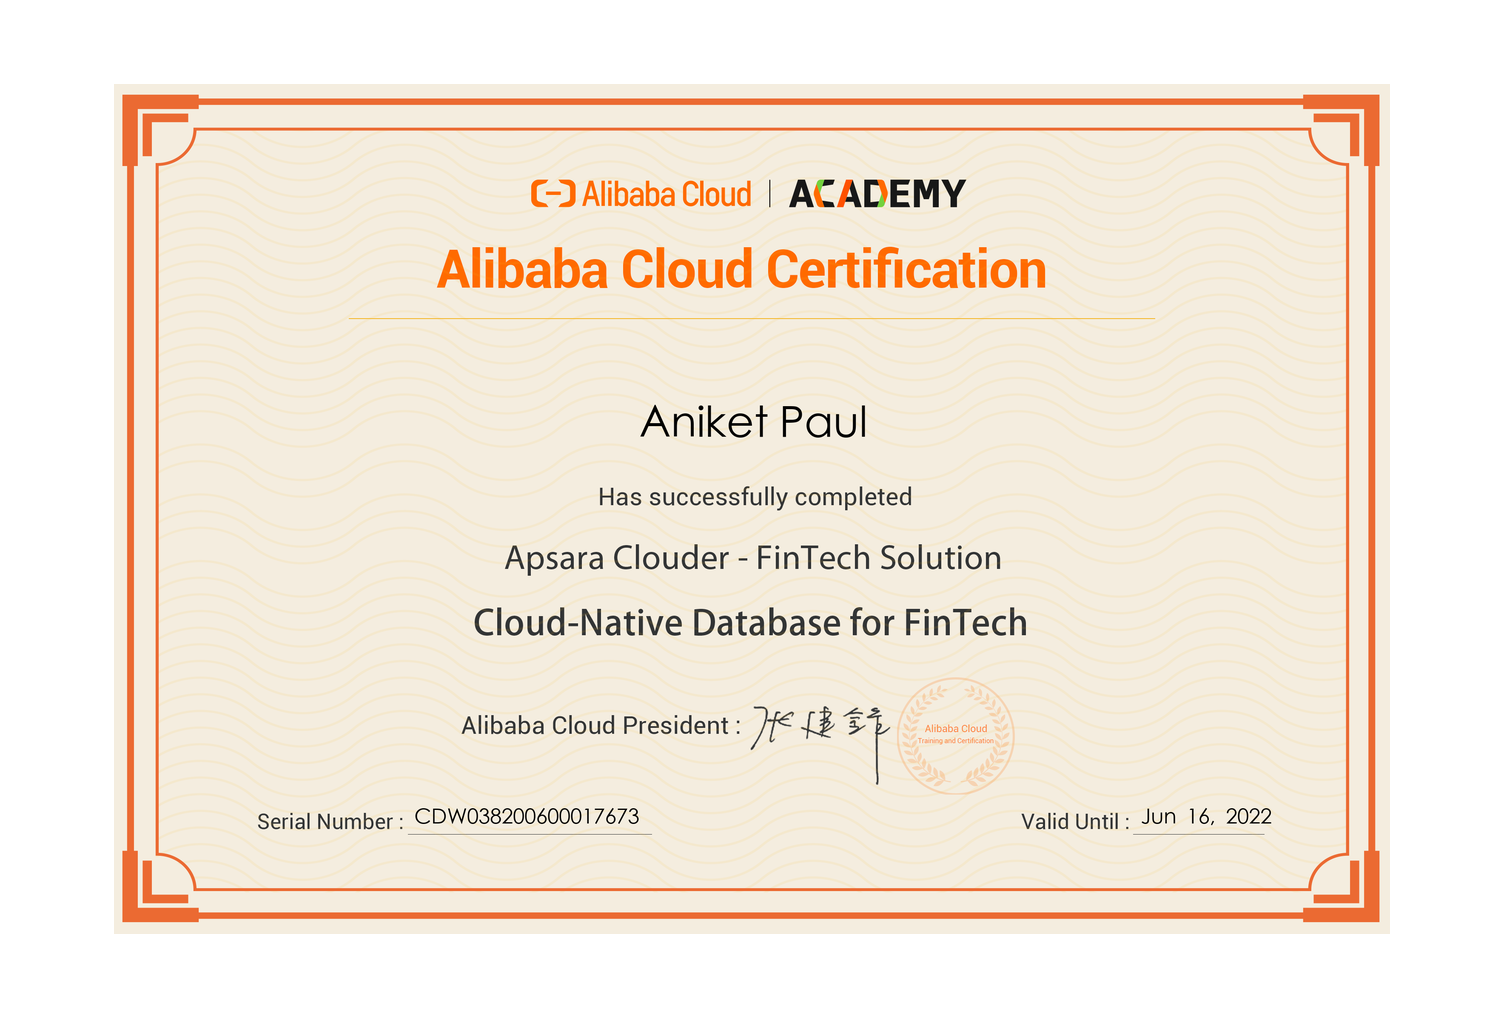 Alibaba Cloud | ACADEMY
Alibaba Cloud Certification
Aniket Paul
Has successfully completed
Apsara Clouder - FinTech Solution
Cloud-Native Database for FinTech
Alibaba Cloud President : 张建锋
Alibaba Cloud
Training and Certification
Serial Number : CDW038200600017673
Valid Until : Jun 16, 2022